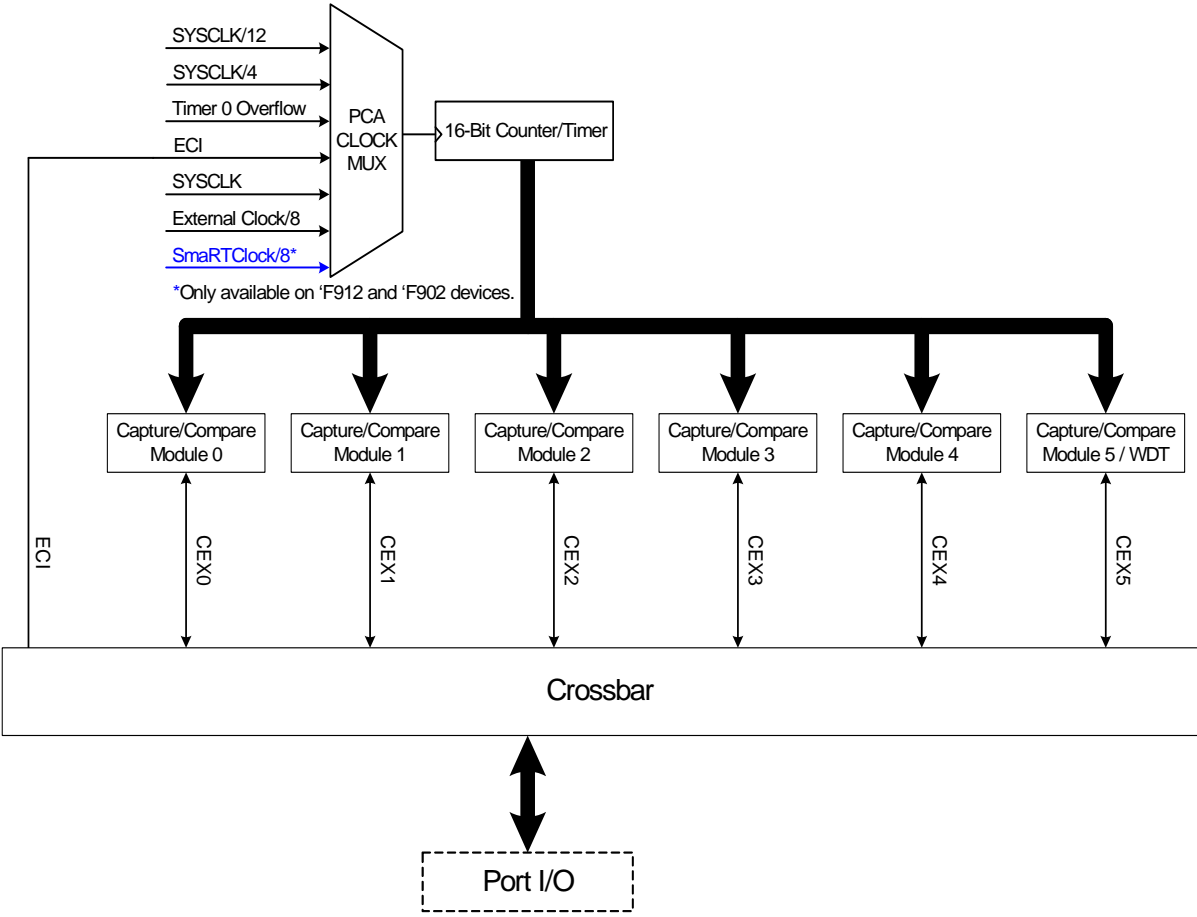 SYSCLK/12
SYSCLK/4
Timer 0 Overflow
ECI
SYSCLK
External Clock/8
SmaRTClock/8*
*Only available on ‘F912 and ‘F902 devices.
PCA
CLOCK
MUX
16-Bit Counter/Timer
Capture/Compare
Module 0
Capture/Compare
Module 1
Capture/Compare
Module 2
Capture/Compare
Module 3
Capture/Compare
Module 4
Capture/Compare
Module 5 / WDT
ECI
CEX0
CEX1
CEX2
CEX3
CEX4
CEX5
Crossbar
Port I/O